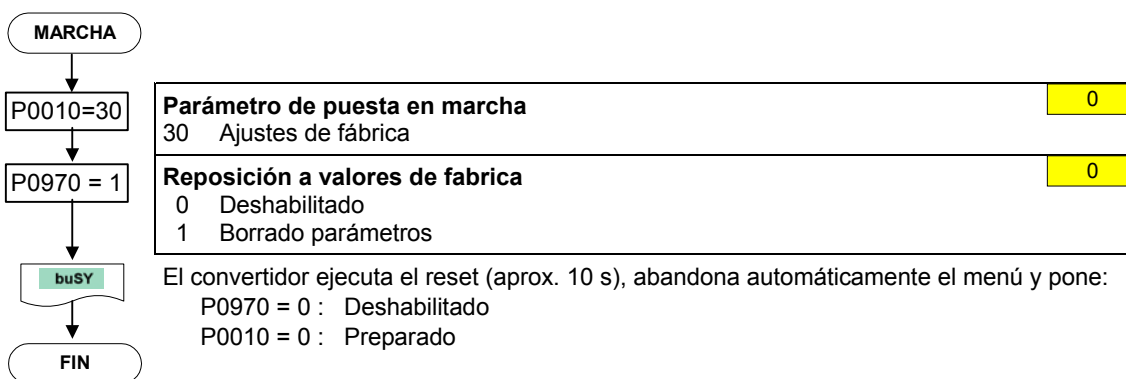 MARCHA
P0010=30
Parámetro de puesta en marcha 0
30 Ajustes de fábrica
P0970 = 1
Reposición a valores de fabrica 0
0 Deshabilitado
1 Borrado parámetros
buSY
El convertidor ejecuta el reset (aprox. 10 s), abandona automáticamente el menú y pone:
P0970 = 0 : Deshabilitado
P0010 = 0 : Preparado
FIN